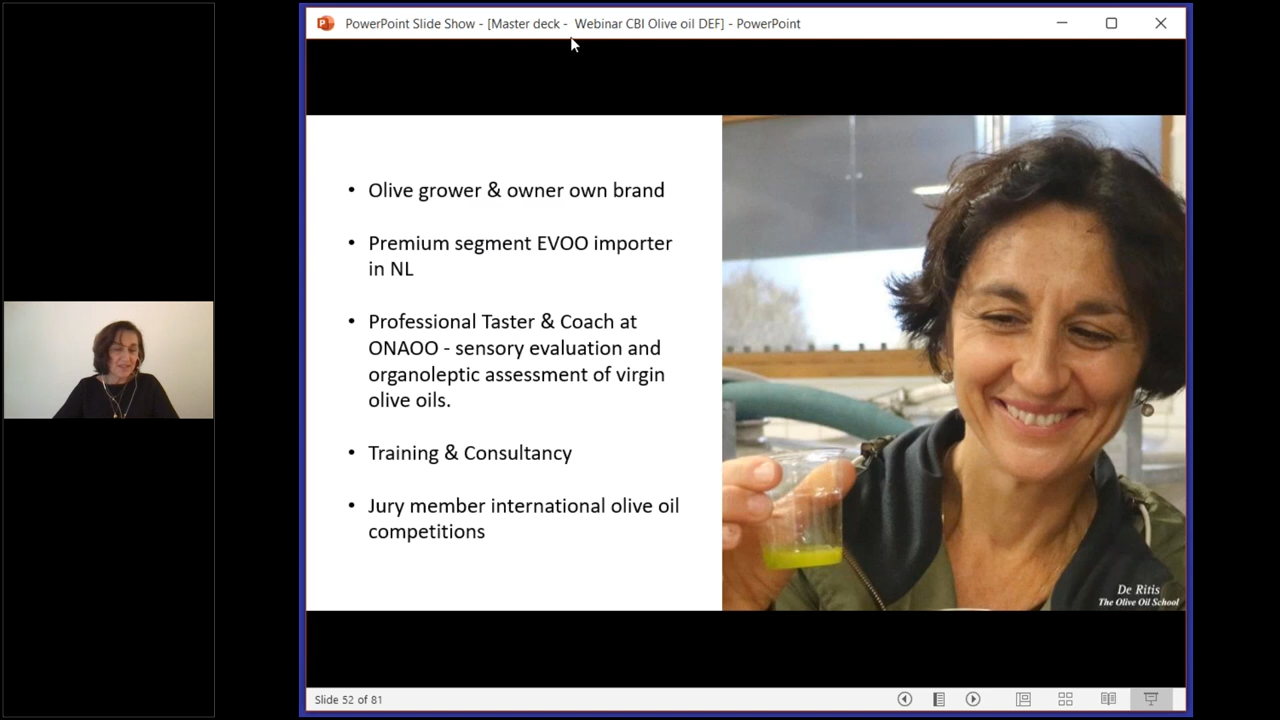 PowerPoint Slide Show - [Master deck -  Webinar CBI Olive oil DEF] - PowerPoint
• Olive grower & owner own brand
• Premium segment EVOO importer
in NL
• Professional Taster & Coach at
ONAOO - sensory evaluation and
organoleptic assessment of virgin
olive oils.
• Training & Consultancy
• Jury member international olive oil
competitions
De Ritis
The Olive Oil School
Slide 52 of 81